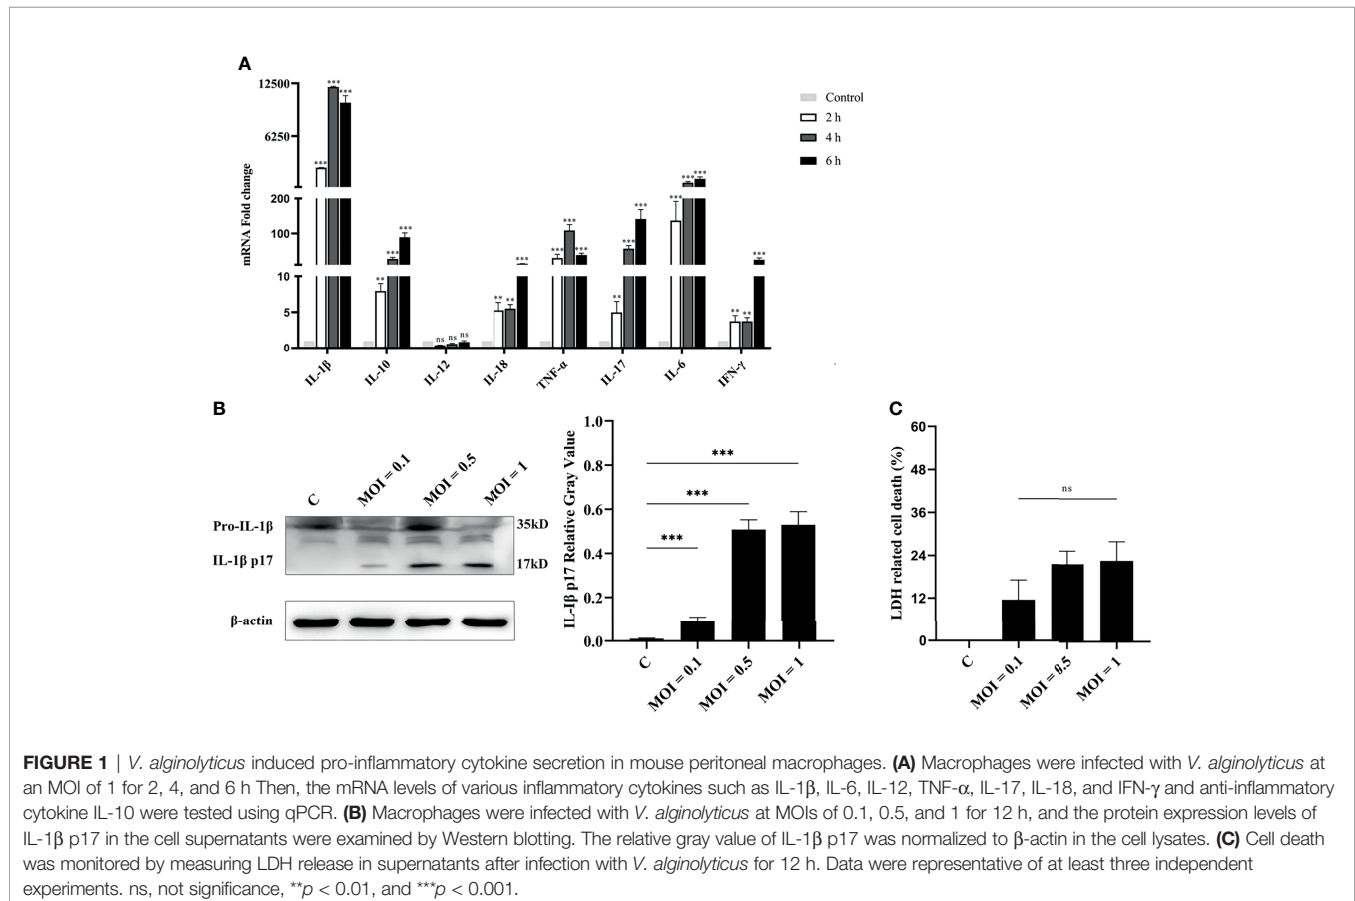 A
12500
6250
200
100
10
5
0
mRNA Fold change
*** *** ***
** *** ***
ns ns ns
** ** ***
*** *** ***
** *** ***
*** *** ***
** ** ***
IL-1β IL-10 IL-12 IL-18 TNF-α IL-17 IL-6 IFN-γ
Control
2 h
4 h
6 h
B
C MOI = 0.1 MOI = 0.5 MOI = 1
Pro-IL-1β 35kD
IL-1β p17 17kD
β-actin
IL-Iβ p17 Relative Gray Value
1.0
0.8
0.6
0.4
0.2
0.0
***
***
***
C MOI = 0.1 MOI = 0.5 MOI = 1
C
LDH related cell death (%)
60
48
36
24
12
0
ns
C MOI = 0.1 MOI = 0.5 MOI = 1
FIGURE 1 | V. alginolyticus induced pro-inflammatory cytokine secretion in mouse peritoneal macrophages. (A) Macrophages were infected with V. alginolyticus at
an MOI of 1 for 2, 4, and 6 h Then, the mRNA levels of various inflammatory cytokines such as IL-1β, IL-6, IL-12, TNF-α, IL-17, IL-18, and IFN-γ and anti-inflammatory
cytokine IL-10 were tested using qPCR. (B) Macrophages were infected with V. alginolyticus at MOIs of 0.1, 0.5, and 1 for 12 h, and the protein expression levels of
IL-1β p17 in the cell supernatants were examined by Western blotting. The relative gray value of IL-1β p17 was normalized to β-actin in the cell lysates. (C) Cell death
was monitored by measuring LDH release in supernatants after infection with V. alginolyticus for 12 h. Data were representative of at least three independent
experiments. ns, not significance, **p < 0.01, and ***p < 0.001.